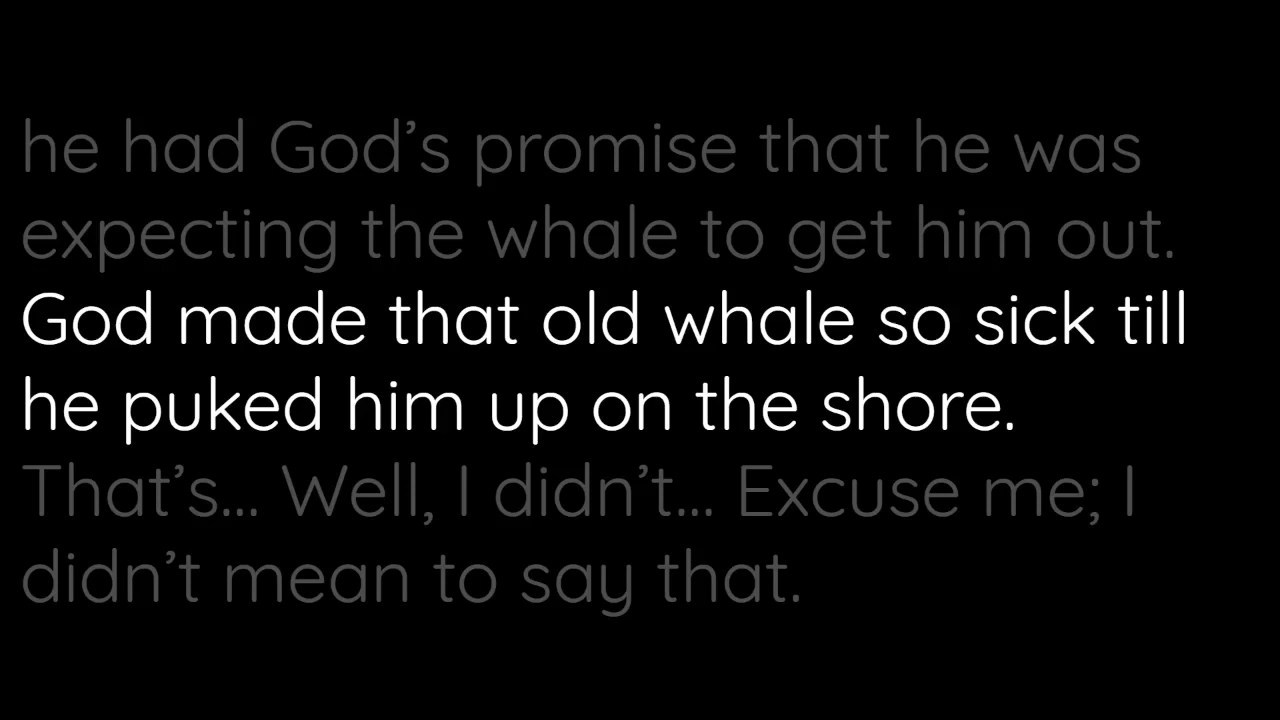 he had God’s promise that he was
expecting the whale to get him out.
God made that old whale so sick till
he puked him up on the shore.
That’s... Well, I didn’t... Excuse me; I
didn’t mean to say that.